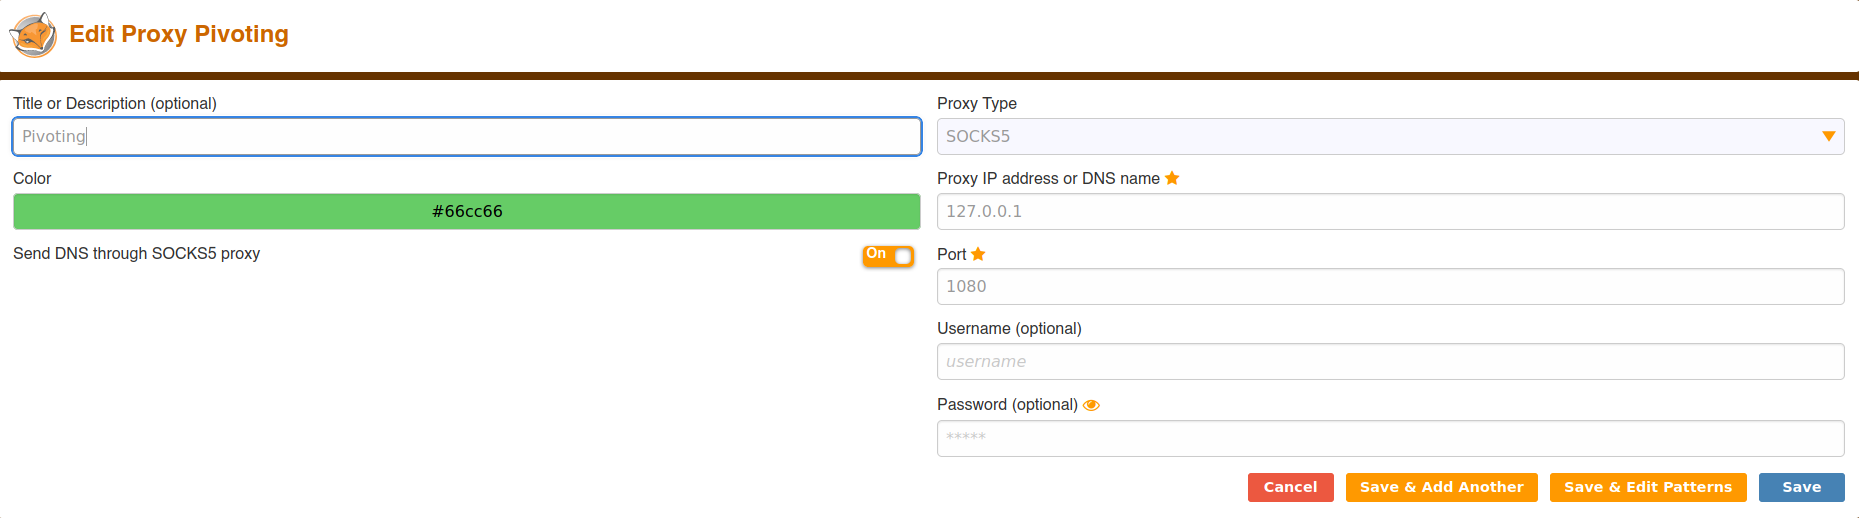 Edit Proxy Pivoting
Title or Description (optional)
Pivoting
Color
#66cc66
Send DNS through SOCKS5 proxy
On
Proxy Type
SOCKS5
Proxy IP address or DNS name
127.0.0.1
Port
1080
Username (optional)
username
Password (optional)
*****
Cancel
Save & Add Another
Save & Edit Patterns
Save